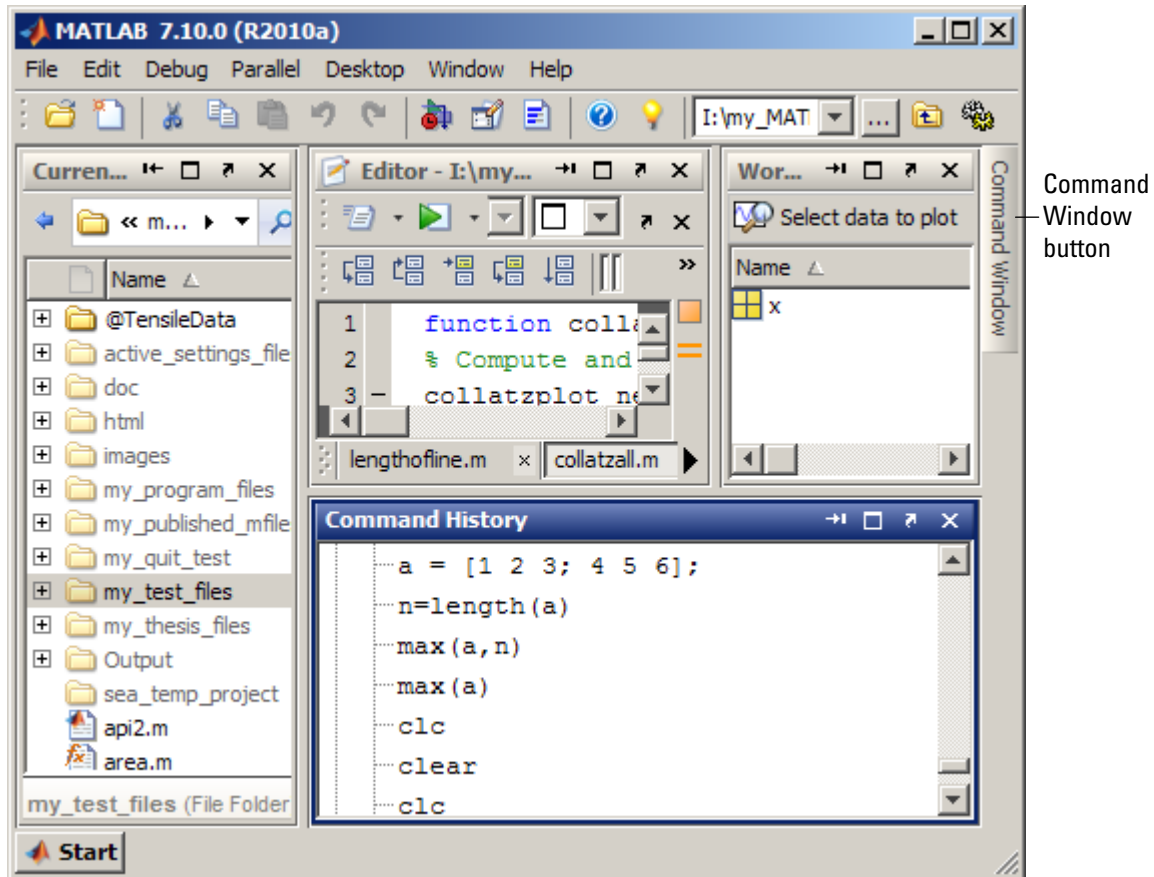 MATLAB 7.10.0 (R2010a)
File Edit Debug Parallel Desktop Window Help
I:\my_MAT ...
Curren...
« m...
Name
@TensileData
active_settings_file
doc
html
images
my_program_files
my_published_mfile
my_quit_test
my_test_files
my_thesis_files
Output
sea_temp_project
api2.m
area.m
my_test_files (File Folder
Editor - I:\my...
»
1 function colla
2 % Compute and
3 – collatzplot_ne
lengthofline.m × collatzall.m
Wor...
Select data to plot
Name
x
Command Window
Command
Window
button
Command History
a = [1 2 3; 4 5 6];
n=length(a)
max(a,n)
max(a)
clc
clear
clc
Start